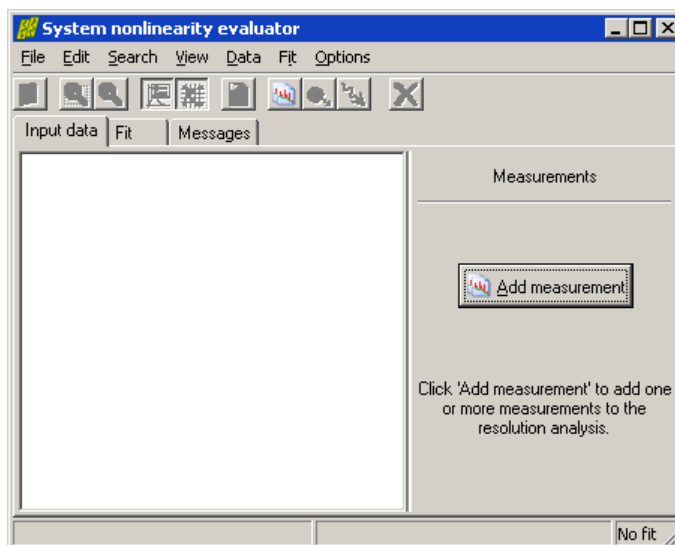 System nonlinearity evaluator
File Edit Search View Data Fit Options
Input data Fit Messages
Measurements
Add measurement
Click 'Add measurement' to add one
or more measurements to the
resolution analysis.
No fit